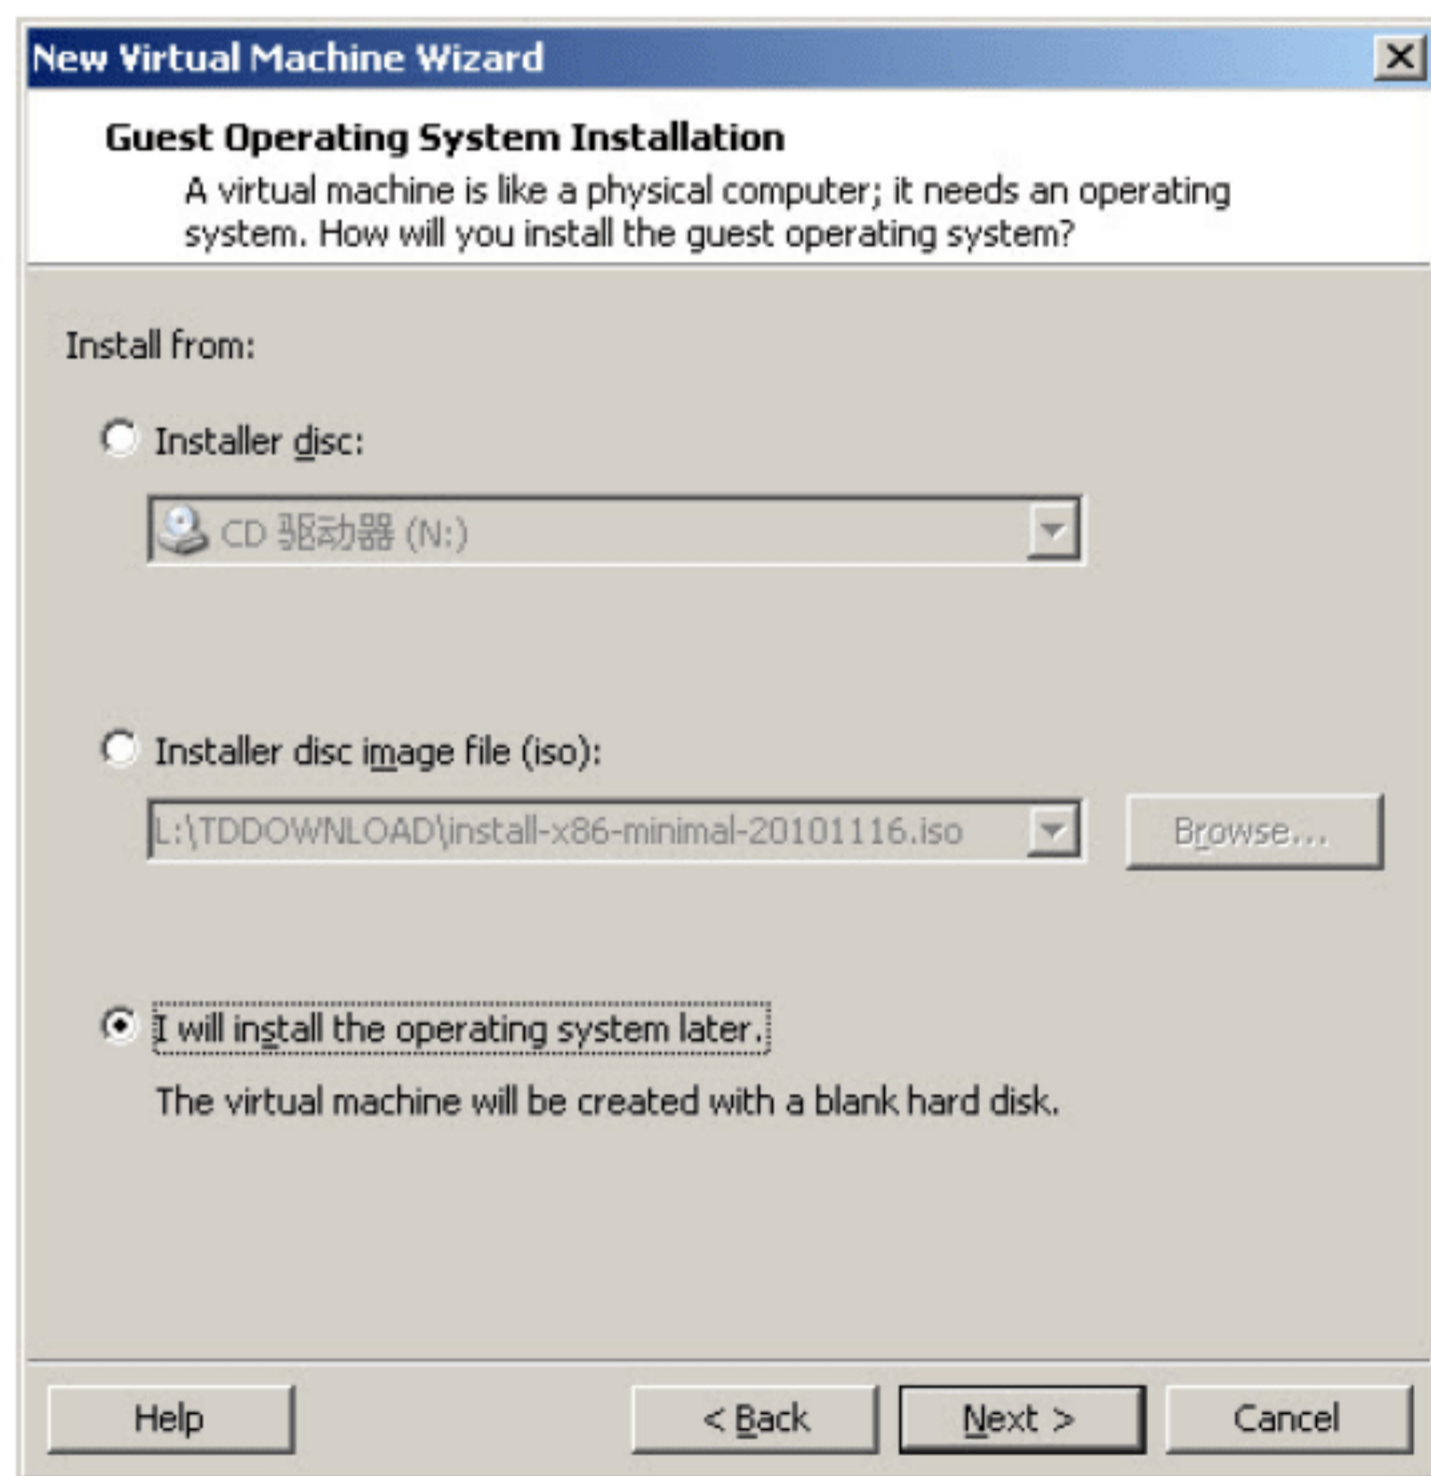 New Virtual Machine Wizard
Guest Operating System Installation
A virtual machine is like a physical computer; it needs an operating
system. How will you install the guest operating system?
Install from:
Installer disc:
CD 驱动器 (N:)
Installer disc image file (iso):
L:\TDDOWNLOAD\install-x86-minimal-20101116.iso
Browse...
I will install the operating system later.
The virtual machine will be created with a blank hard disk.
Help
< Back
Next >
Cancel